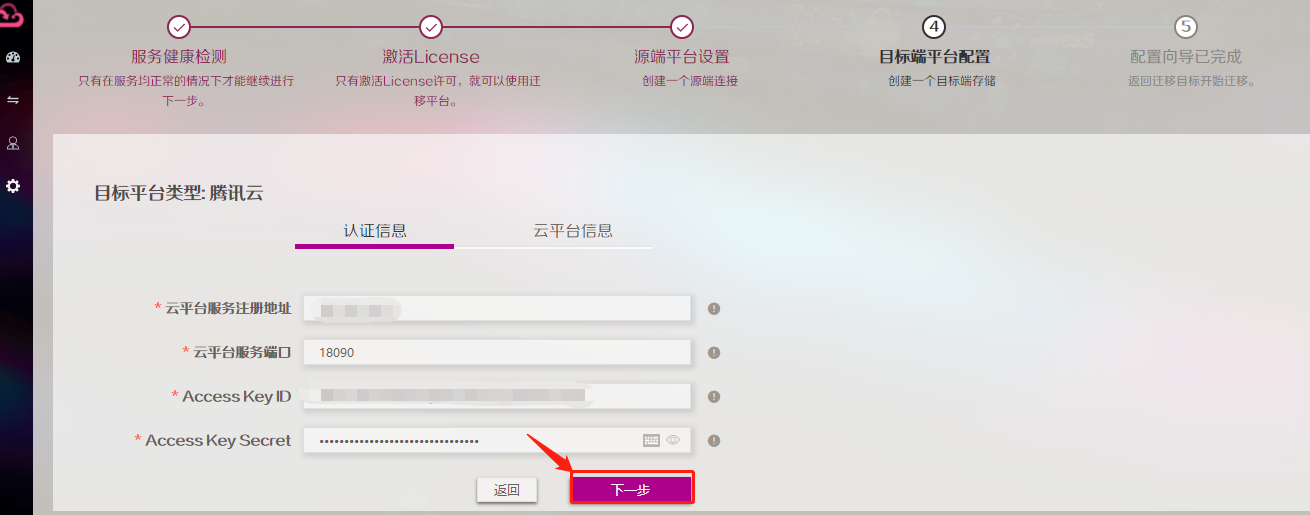 4
5
服务健康检测
激活License
源端平台设置
目标端平台配置
配置向导已完成
只有在服务均正常的情况下才能继续进行
下一步。
只有激活License许可，就可以使用迁
移平台。
创建一个源端连接
创建一个目标端存储
返回迁移目标开始迁移。
目标平台类型: 腾讯云
认证信息
云平台信息
* 云平台服务注册地址
* 云平台服务端口
18090
* Access Key ID
* Access Key Secret
返回
下一步